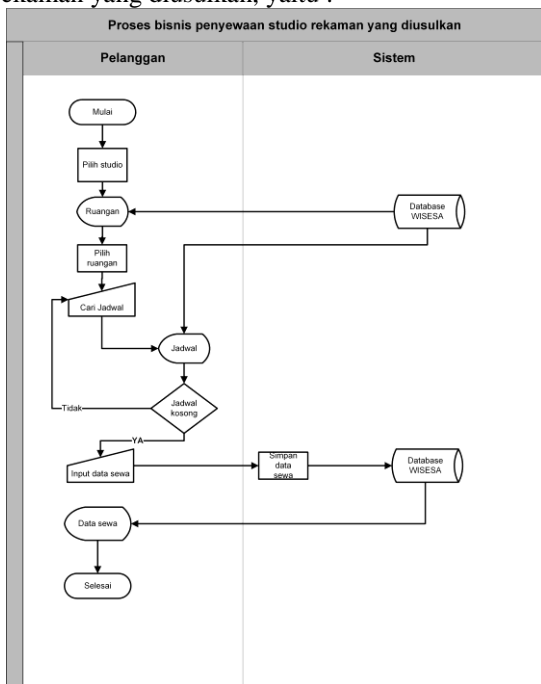 ekaman yang diusulkan, yaitu :
Proses bisnis penyewaan studio rekaman yang diusulkan
Pelanggan
Sistem
Mulai
Pilih studio
Ruangan
Database
WISESA
Pilih
ruangan
Cari Jadwal
Jadwal
Jadwal
kosong
Tidak
YA
Input data sewa
Simpan
data
sewa
Database
WISESA
Data sewa
Selesai